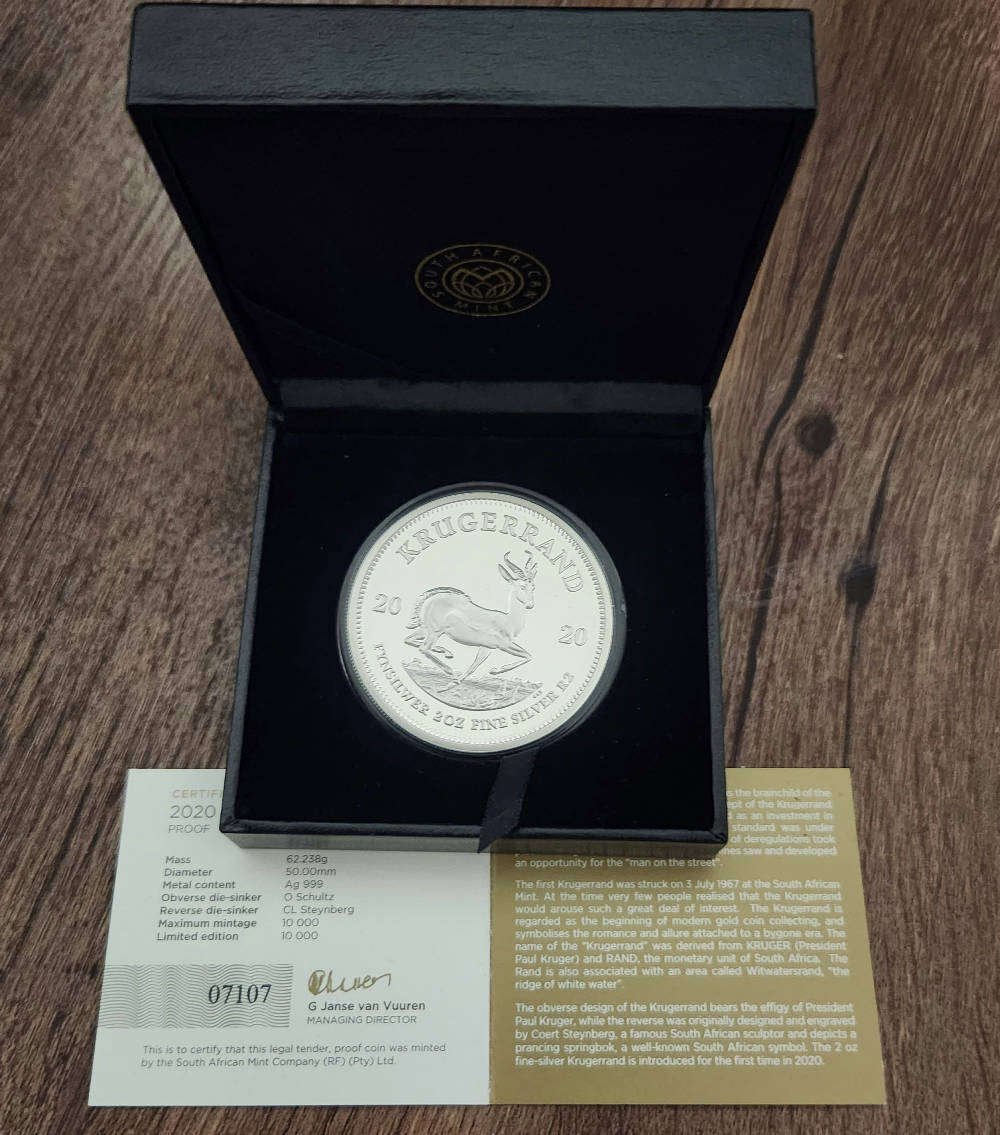 SOUTH AFRICAN
MINT
KRUGERRAND
20 20
FYNSILWER 2OZ FINE SILVER R2
CERTIFI
2020
PROOF
Mass 62.238g
Diameter 50.00mm
Metal content Ag 999
Obverse die-sinker O Schultz
Reverse die-sinker CL Steynberg
Maximum mintage 10 000
Limited edition 10 000
07107
G Janse van Vuuren
MANAGING DIRECTOR
This is to certify that this legal tender, proof coin was minted
by the South African Mint Company (RF) (Pty) Ltd.
s the brainchild of the
ept of the Krugerrand
d as an investment in
standard was under
of deregulations took
nes saw and developed
an opportunity for the "man on the street".
The first Krugerrand was struck on 3 July 1967 at the South African
Mint. At the time very few people realised that the Krugerrand
would arouse such a great deal of interest. The Krugerrand is
regarded as the beginning of modern gold coin collecting, and
symbolises the romance and allure attached to a bygone era. The
name of the "Krugerrand" was derived from KRUGER (President
Paul Kruger) and RAND, the monetary unit of South Africa. The
Rand is also associated with an area called Witwatersrand, "the
ridge of white water".
The obverse design of the Krugerrand bears the effigy of President
Paul Kruger, while the reverse was originally designed and engraved
by Coert Steynberg, a famous South African sculptor and depicts a
prancing springbok, a well-known South African symbol. The 2 oz
fine-silver Krugerrand is introduced for the first time in 2020.